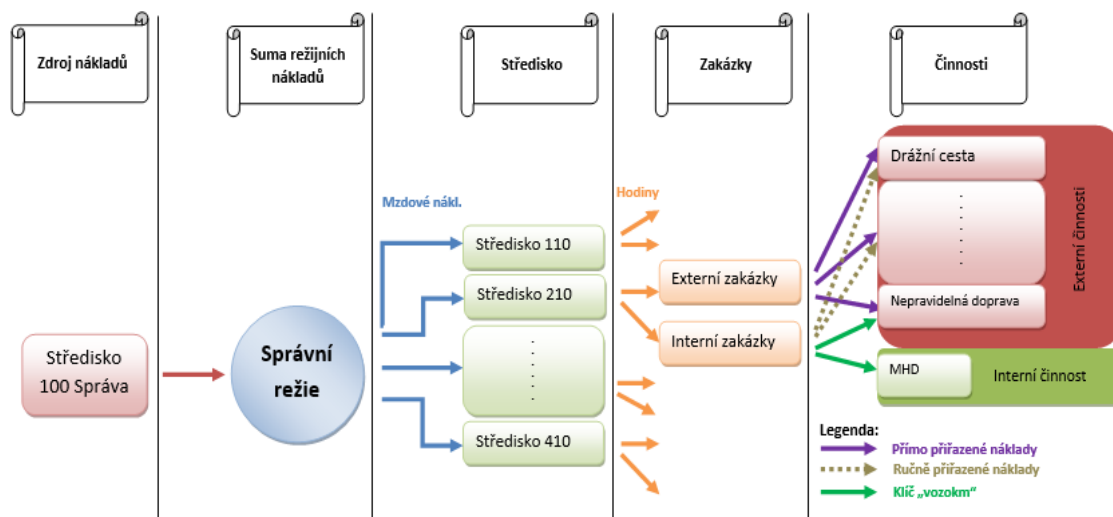 Zdroj nákladů
Suma režijních
nákladů
Středisko
Zakázky
Činnosti
Středisko
100 Správa
Správní
režie
Mzdové nákl.
Středisko 110
Středisko 210
Středisko 410
Hodiny
Externí zakázky
Interní zakázky
Drážní cesta
Nepravidelná doprava
Externí činnosti
MHD
Interní činnost
Legenda:
Přímo přiřazené náklady
Ručně přiřazené náklady
Klíč „vozokm“